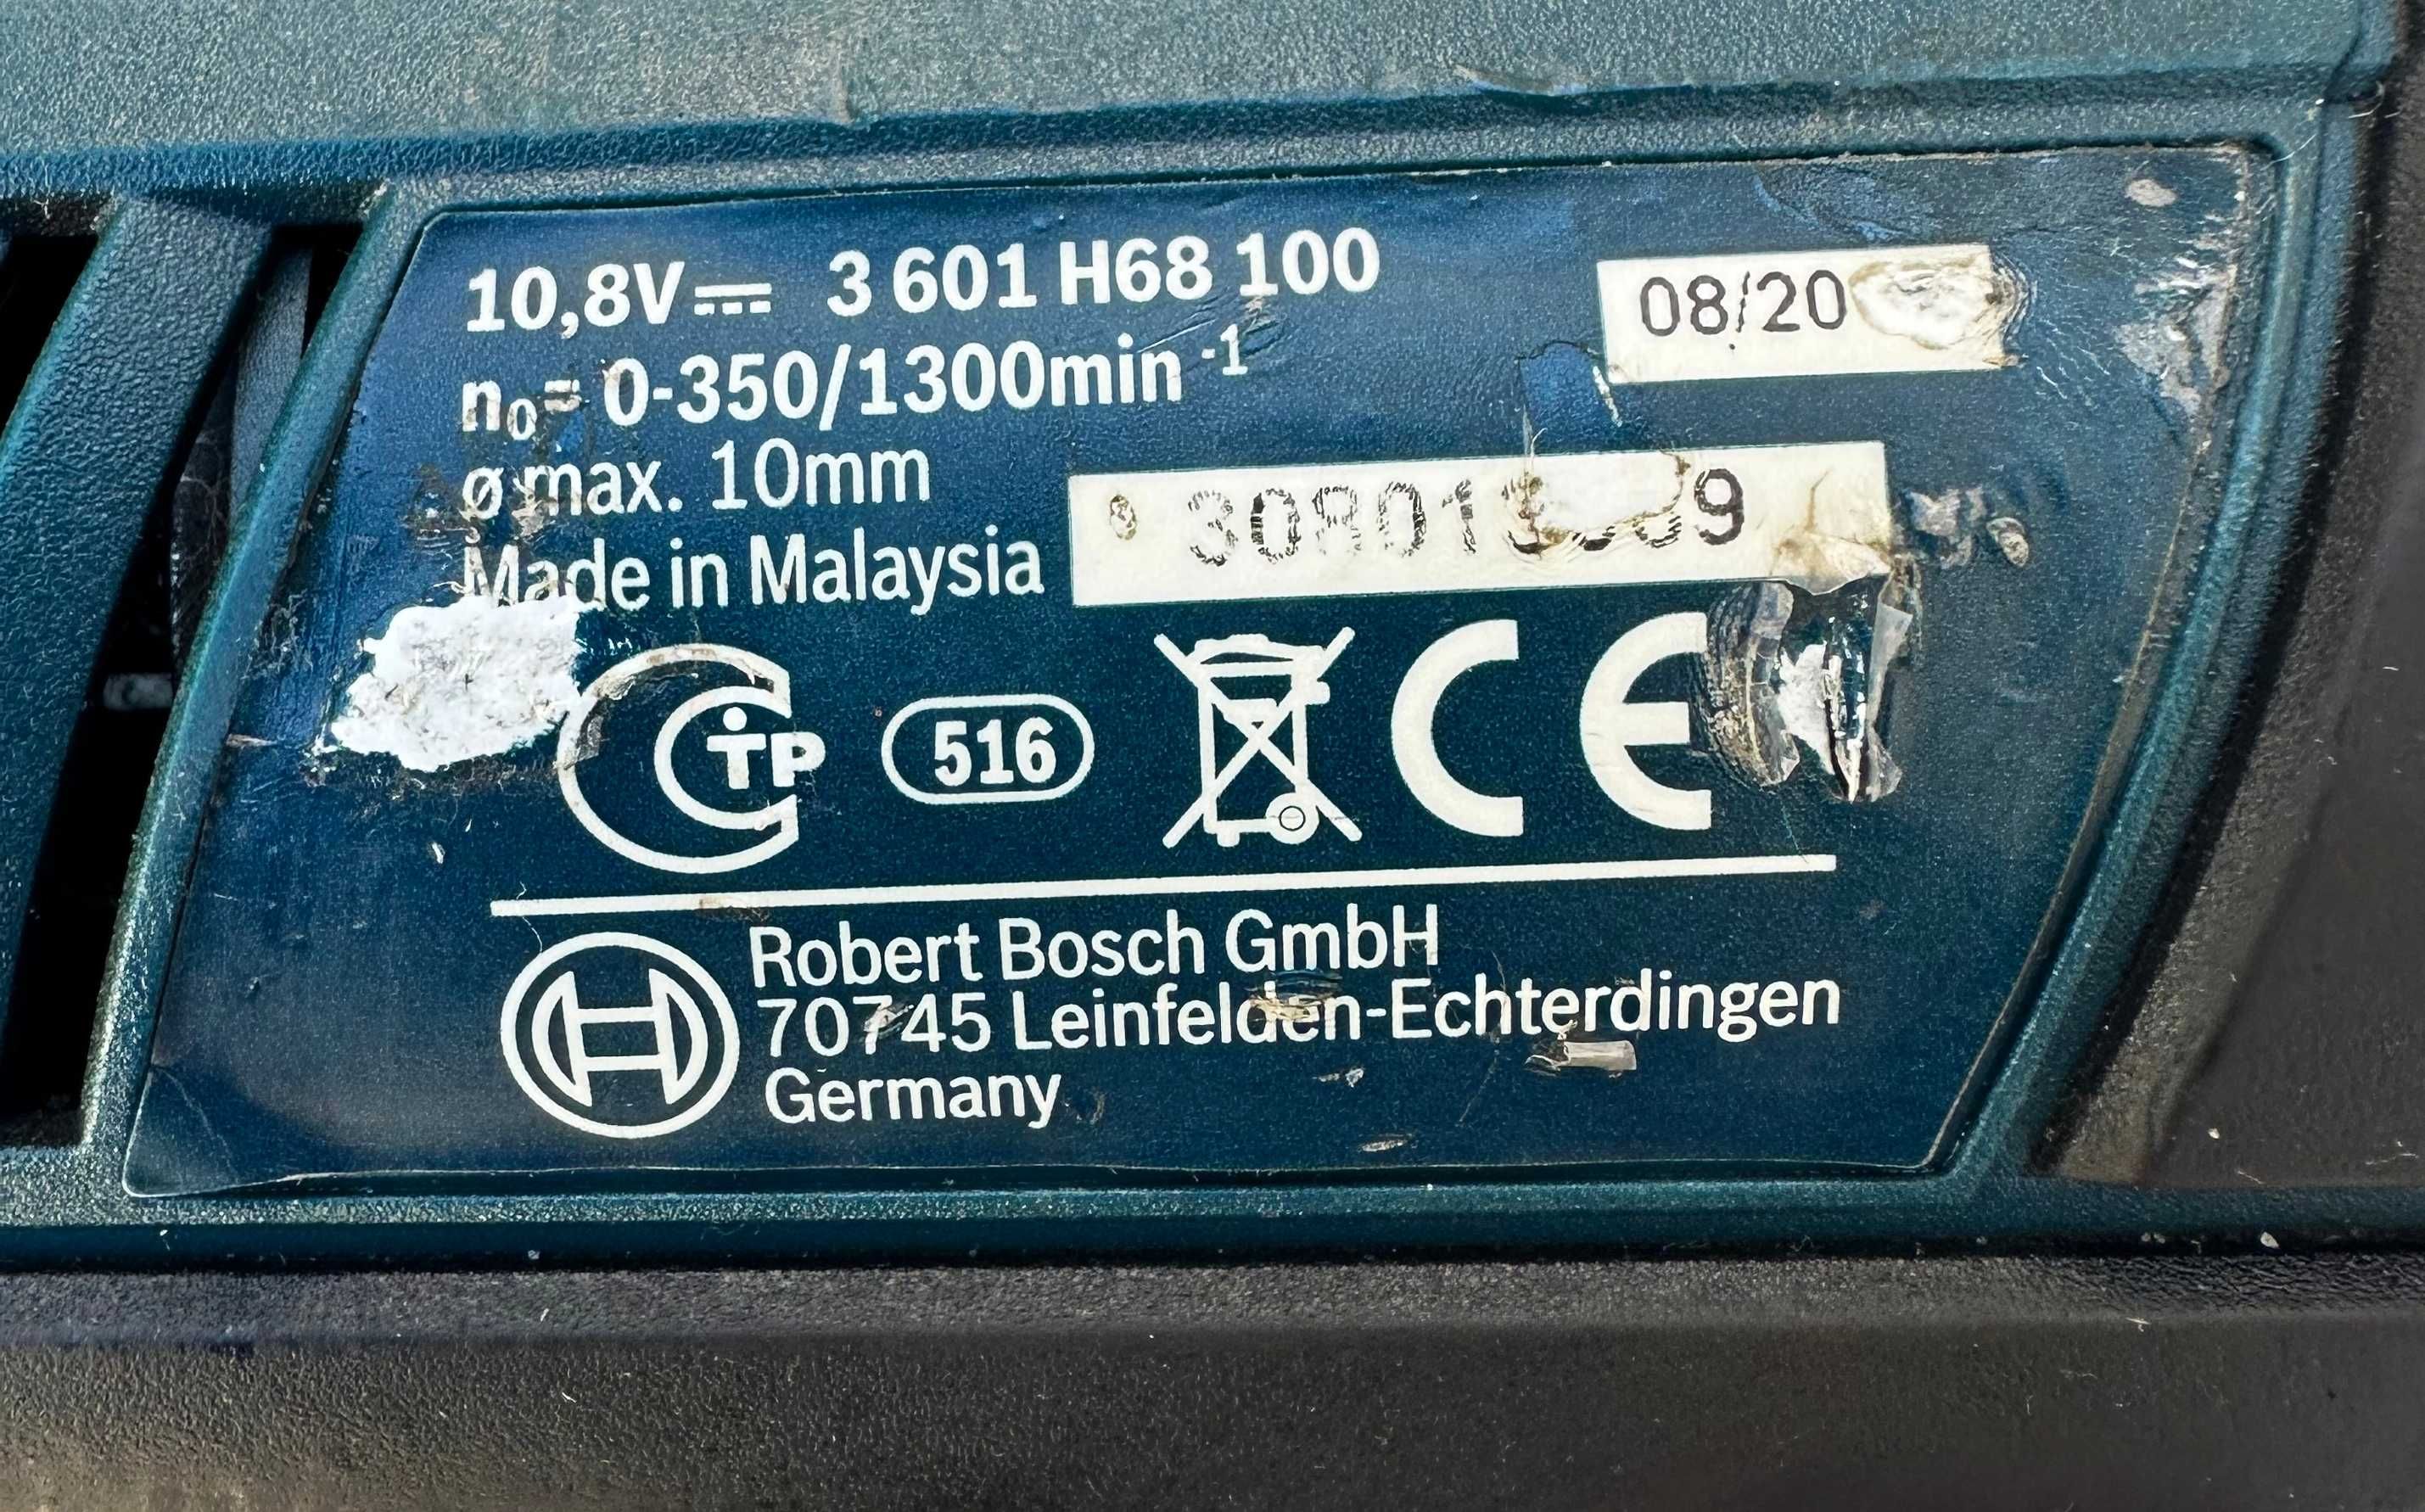 10,8V⎓ 3 601 H68 100
08/20
n₀= 0-350/1300min⁻¹
ø max. 10mm
Made in Malaysia
516
CE
Robert Bosch GmbH
70745 Leinfelden-Echterdingen
Germany